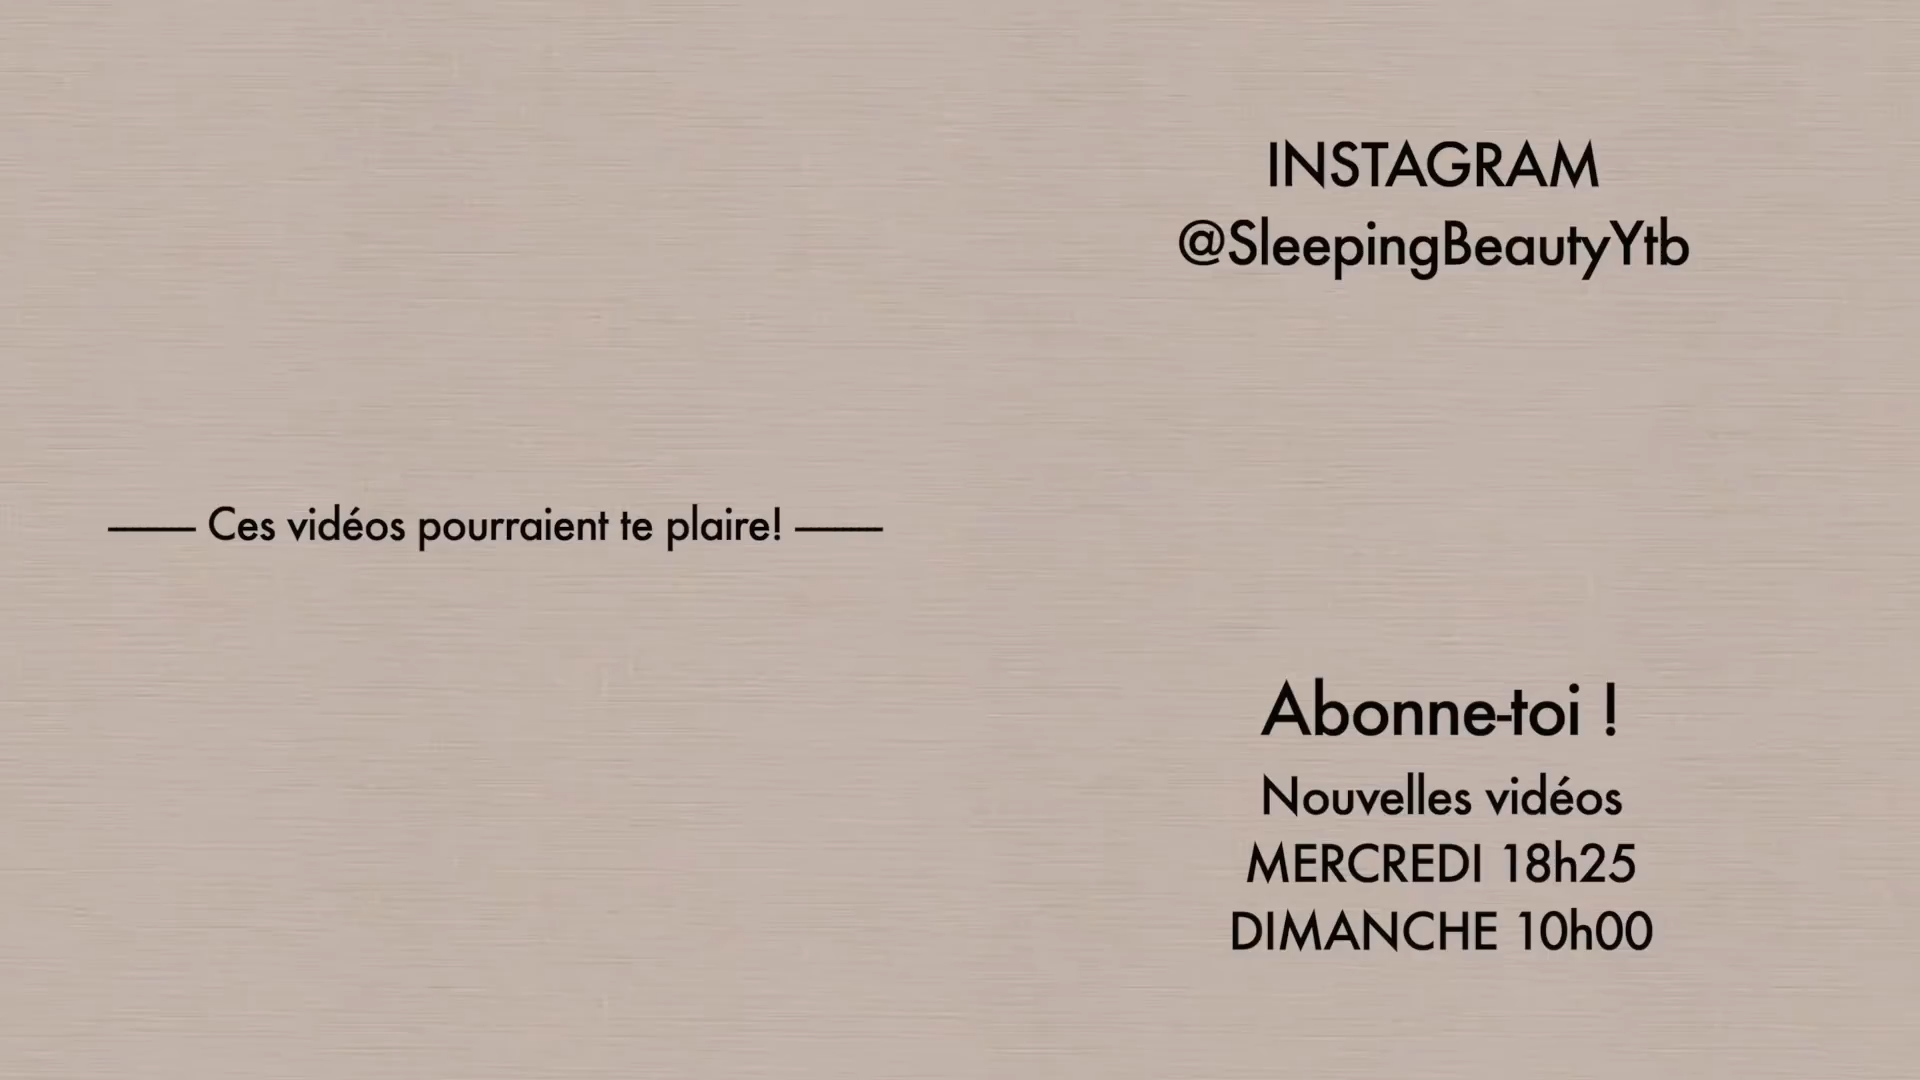 INSTAGRAM
@SleepingBeautyYtb
Ces vidéos pourraient te plaire!
Abonne-toi !
Nouvelles vidéos
MERCREDI 18h25
DIMANCHE 10h00